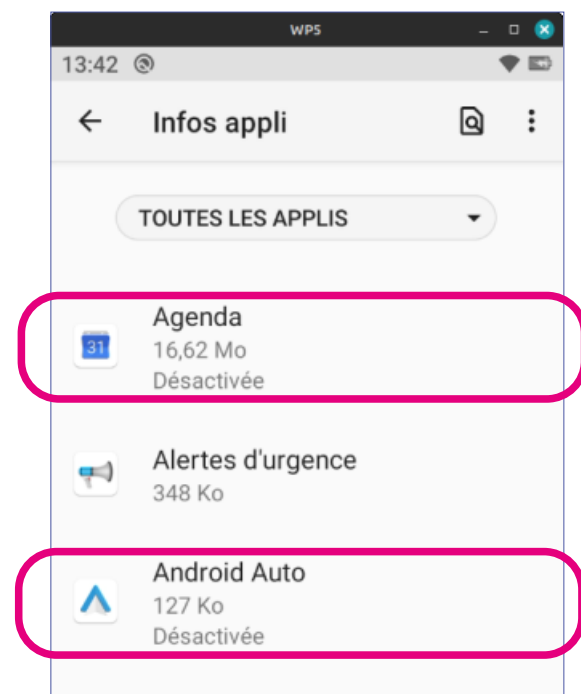 WP5
13:42
Infos appli
TOUTES LES APPLIS
31
Agenda
16,62 Mo
Désactivée
Alertes d'urgence
348 Ko
Android Auto
127 Ko
Désactivée